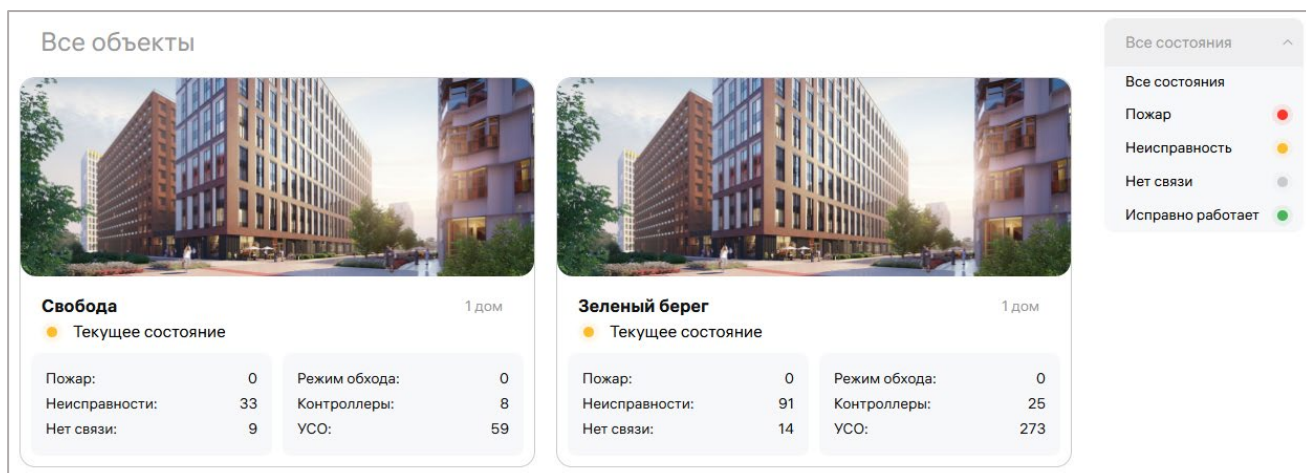 Все объекты
Все состояния
Все состояния
Пожар
Неисправность
Нет связи
Исправно работает
Свобода 1 дом
Текущее состояние
Пожар: 0 Режим обхода: 0
Неисправности: 33 Контроллеры: 8
Нет связи: 9 УСО: 59
Зеленый берег 1 дом
Текущее состояние
Пожар: 0 Режим обхода: 0
Неисправности: 91 Контроллеры: 25
Нет связи: 14 УСО: 273